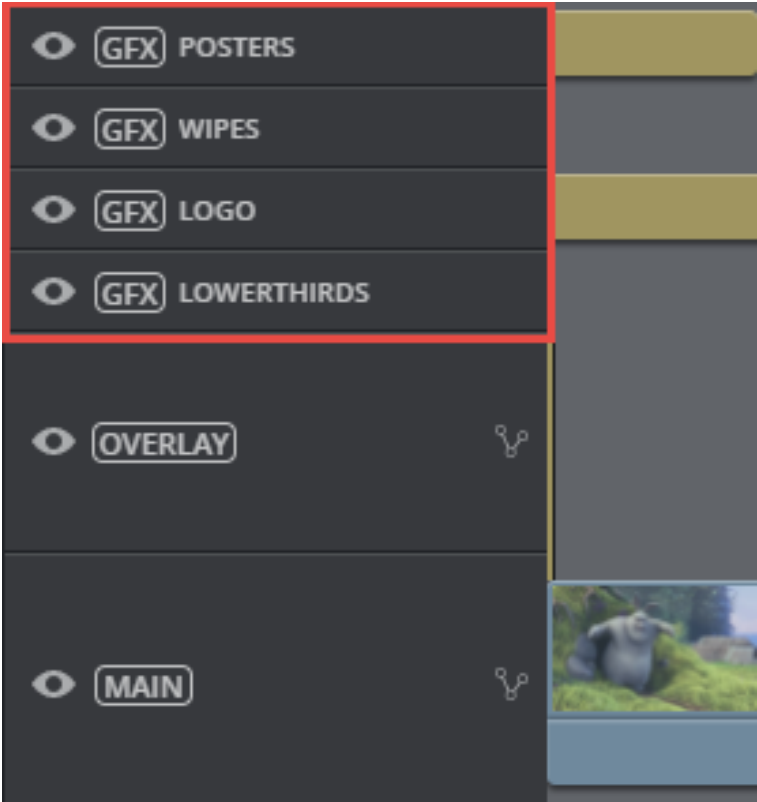 GFX POSTERS
GFX WIPES
GFX LOGO
GFX LOWERTHIRDS
OVERLAY
MAIN